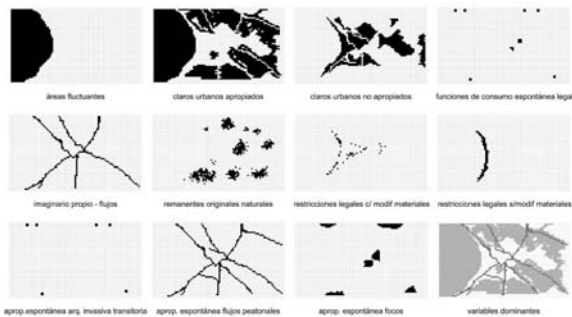 áreas fluctuantes
claros urbanos apropiados
claros urbanos no apropiados
funciones de consumo espontánea legal
imaginario propio - flujos
remanentes originales naturales
restricciones legales c/ modif materiales
restricciones legales s/modif materiales
aprop.espontánea arq. invasiva transitoria
aprop. espontánea flujos peatonales
aprop. espontánea focos
variables dominantes